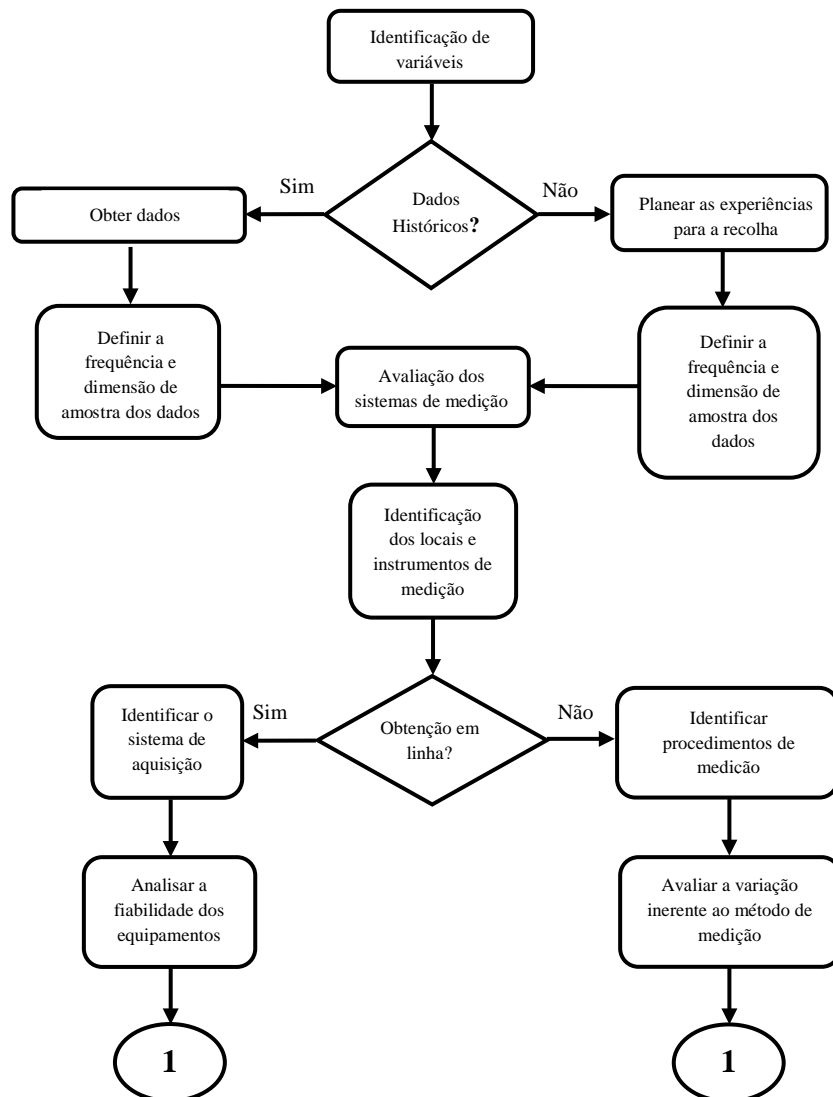 Identificação de
variáveis
Sim
Dados
Históricos?
Não
Obter dados
Planear as experiências
para a recolha
Definir a
frequência e
dimensão de
amostra dos dados
Avaliação dos
sistemas de medição
Definir a
frequência e
dimensão de
amostra dos
dados
Identificação
dos locais e
instrumentos de
medição
Identificar o
sistema de
aquisição
Sim
Obtenção em
linha?
Não
Identificar
procedimentos de
medicão
Analisar a
fiabilidade dos
equipamentos
Avaliar a variação
inerente ao método de
medição
1
1